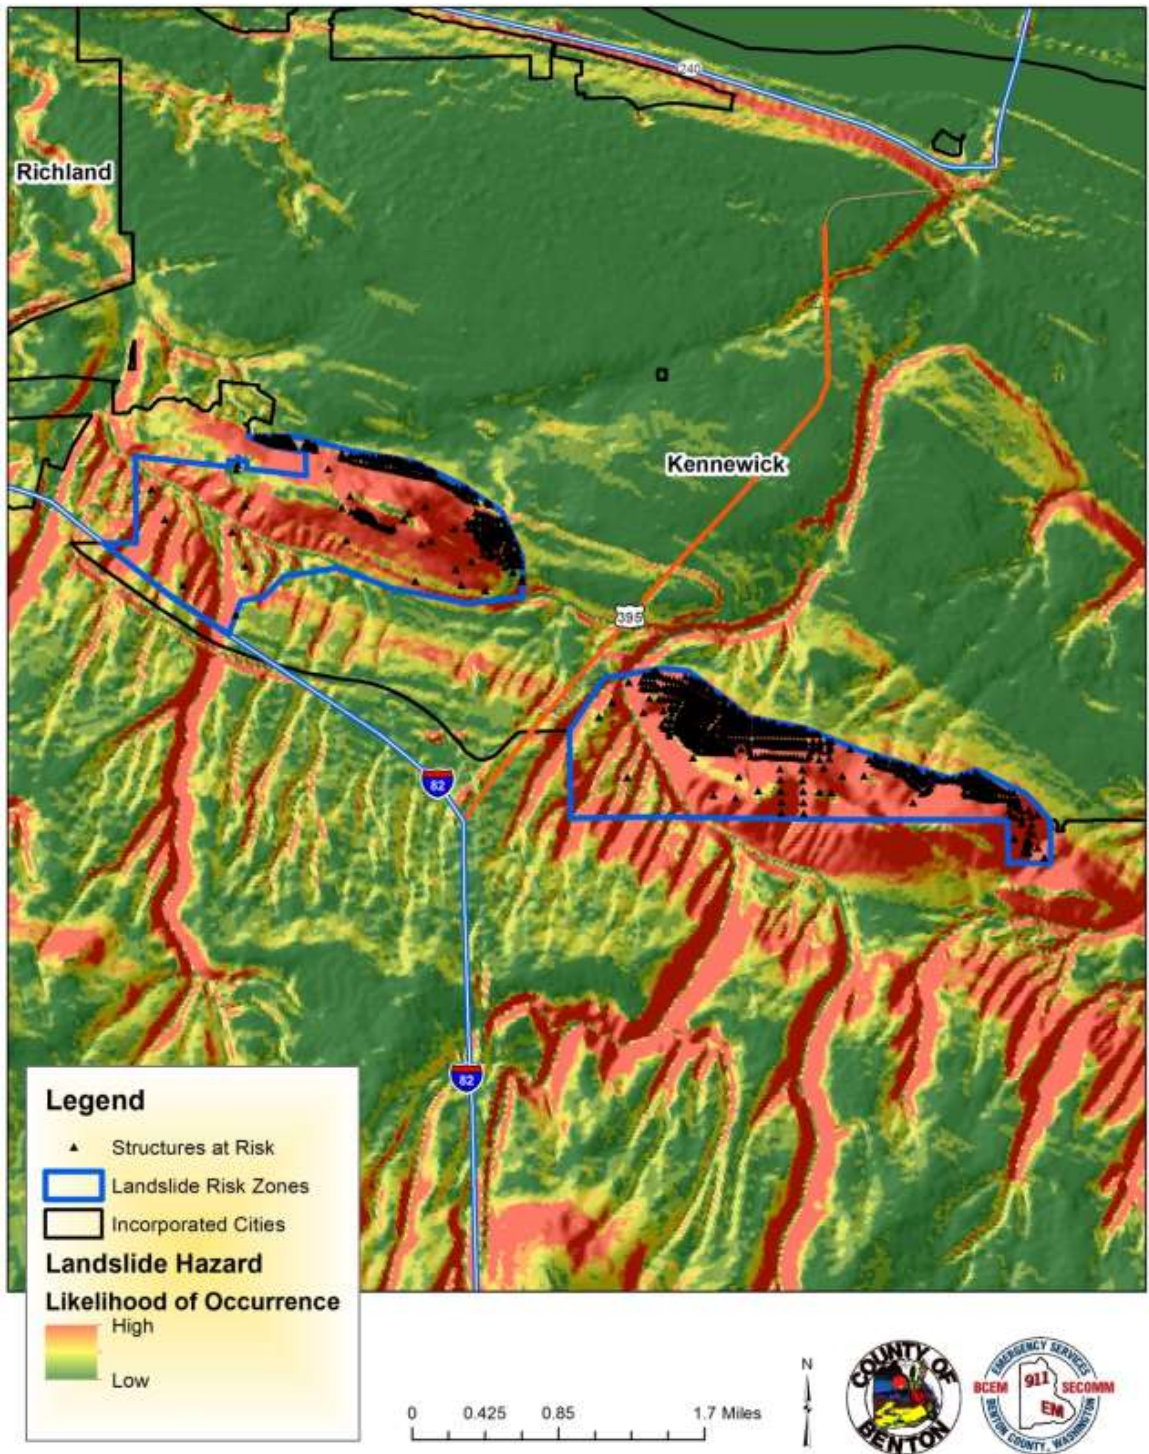 240
Richland
Kennewick
395
82
82
Legend
Structures at Risk
Landslide Risk Zones
Incorporated Cities
Landslide Hazard
Likelihood of Occurrence
High
Low
0 0.425 0.85 1.7 Miles
N
COUNTY OF
BENTON
EMERGENCY SERVICES
BCEM 911 SECOMM
EM
BENTON COUNTY, WASHINGTON